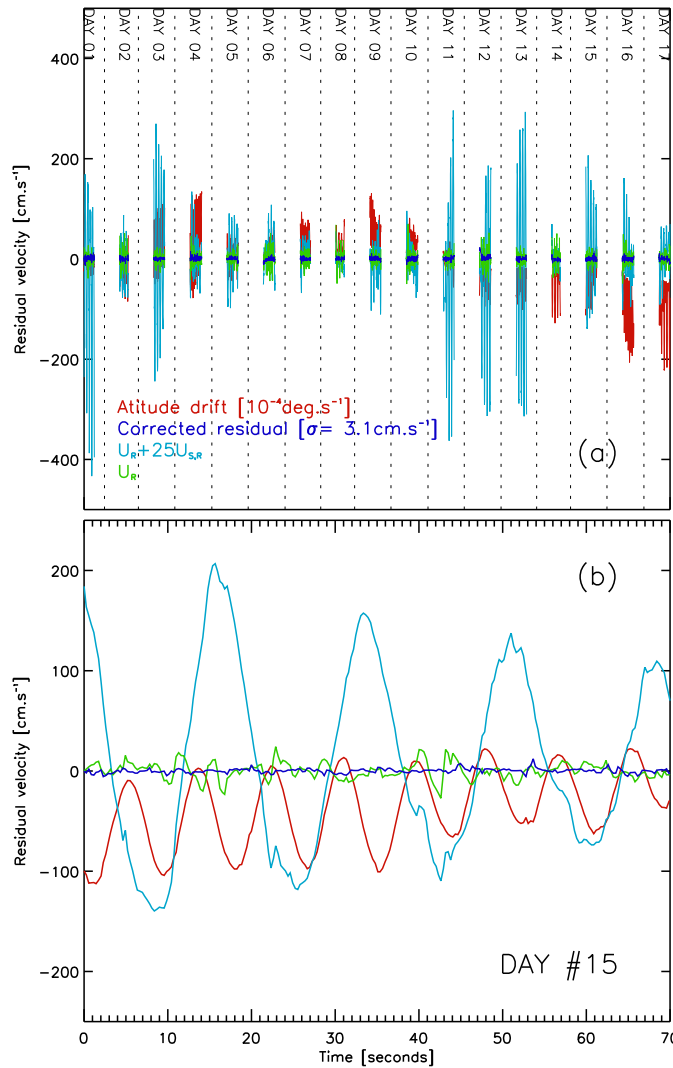 DAY 01 DAY 02 DAY 03 DAY 04 DAY 05 DAY 06 DAY 07 DAY 08 DAY 09 DAY 10 DAY 11 DAY 12 DAY 13 DAY 14 DAY 15 DAY 16 DAY 17
400
200
0
−200
−400
Residual velocity [cm.s⁻¹]
Atitude drift [10⁻⁴deg.s⁻¹]
Corrected residual [σ= 3.1cm.s⁻¹]
(a)
U_R+25U_S,R
U_R
200
100
0
−100
−200
Residual velocity [cm.s⁻¹]
(b)
DAY #15
0 10 20 30 40 50 60 70
Time [seconds]